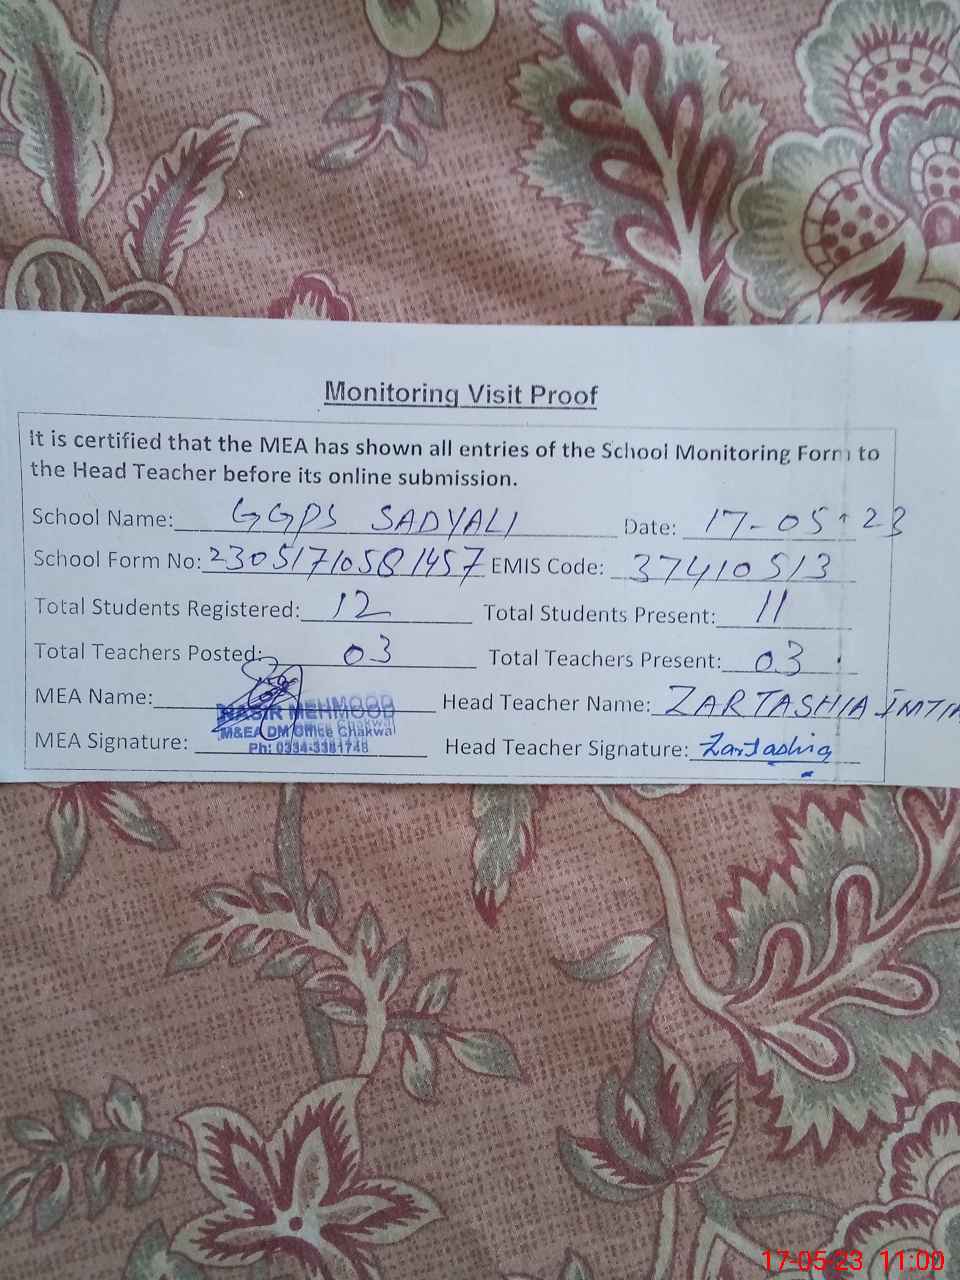 Monitoring Visit Proof
It is certified that the MEA has shown all entries of the School Monitoring Form to
the Head Teacher before its online submission.
School Name: GGPS SADYALI Date: 17-05-23
School Form No: 23051710581457 EMIS Code: 37410513
Total Students Registered: 12 Total Students Present: 11
Total Teachers Posted: 03 Total Teachers Present: 03
MEA Name: Head Teacher Name: ZARTASHIA
NASIR MEHMOOD
M&EA DM Office Chakwal
Ph: 0334-3381748
MEA Signature: Head Teacher Signature: Zartashia
17-05-23 11:00